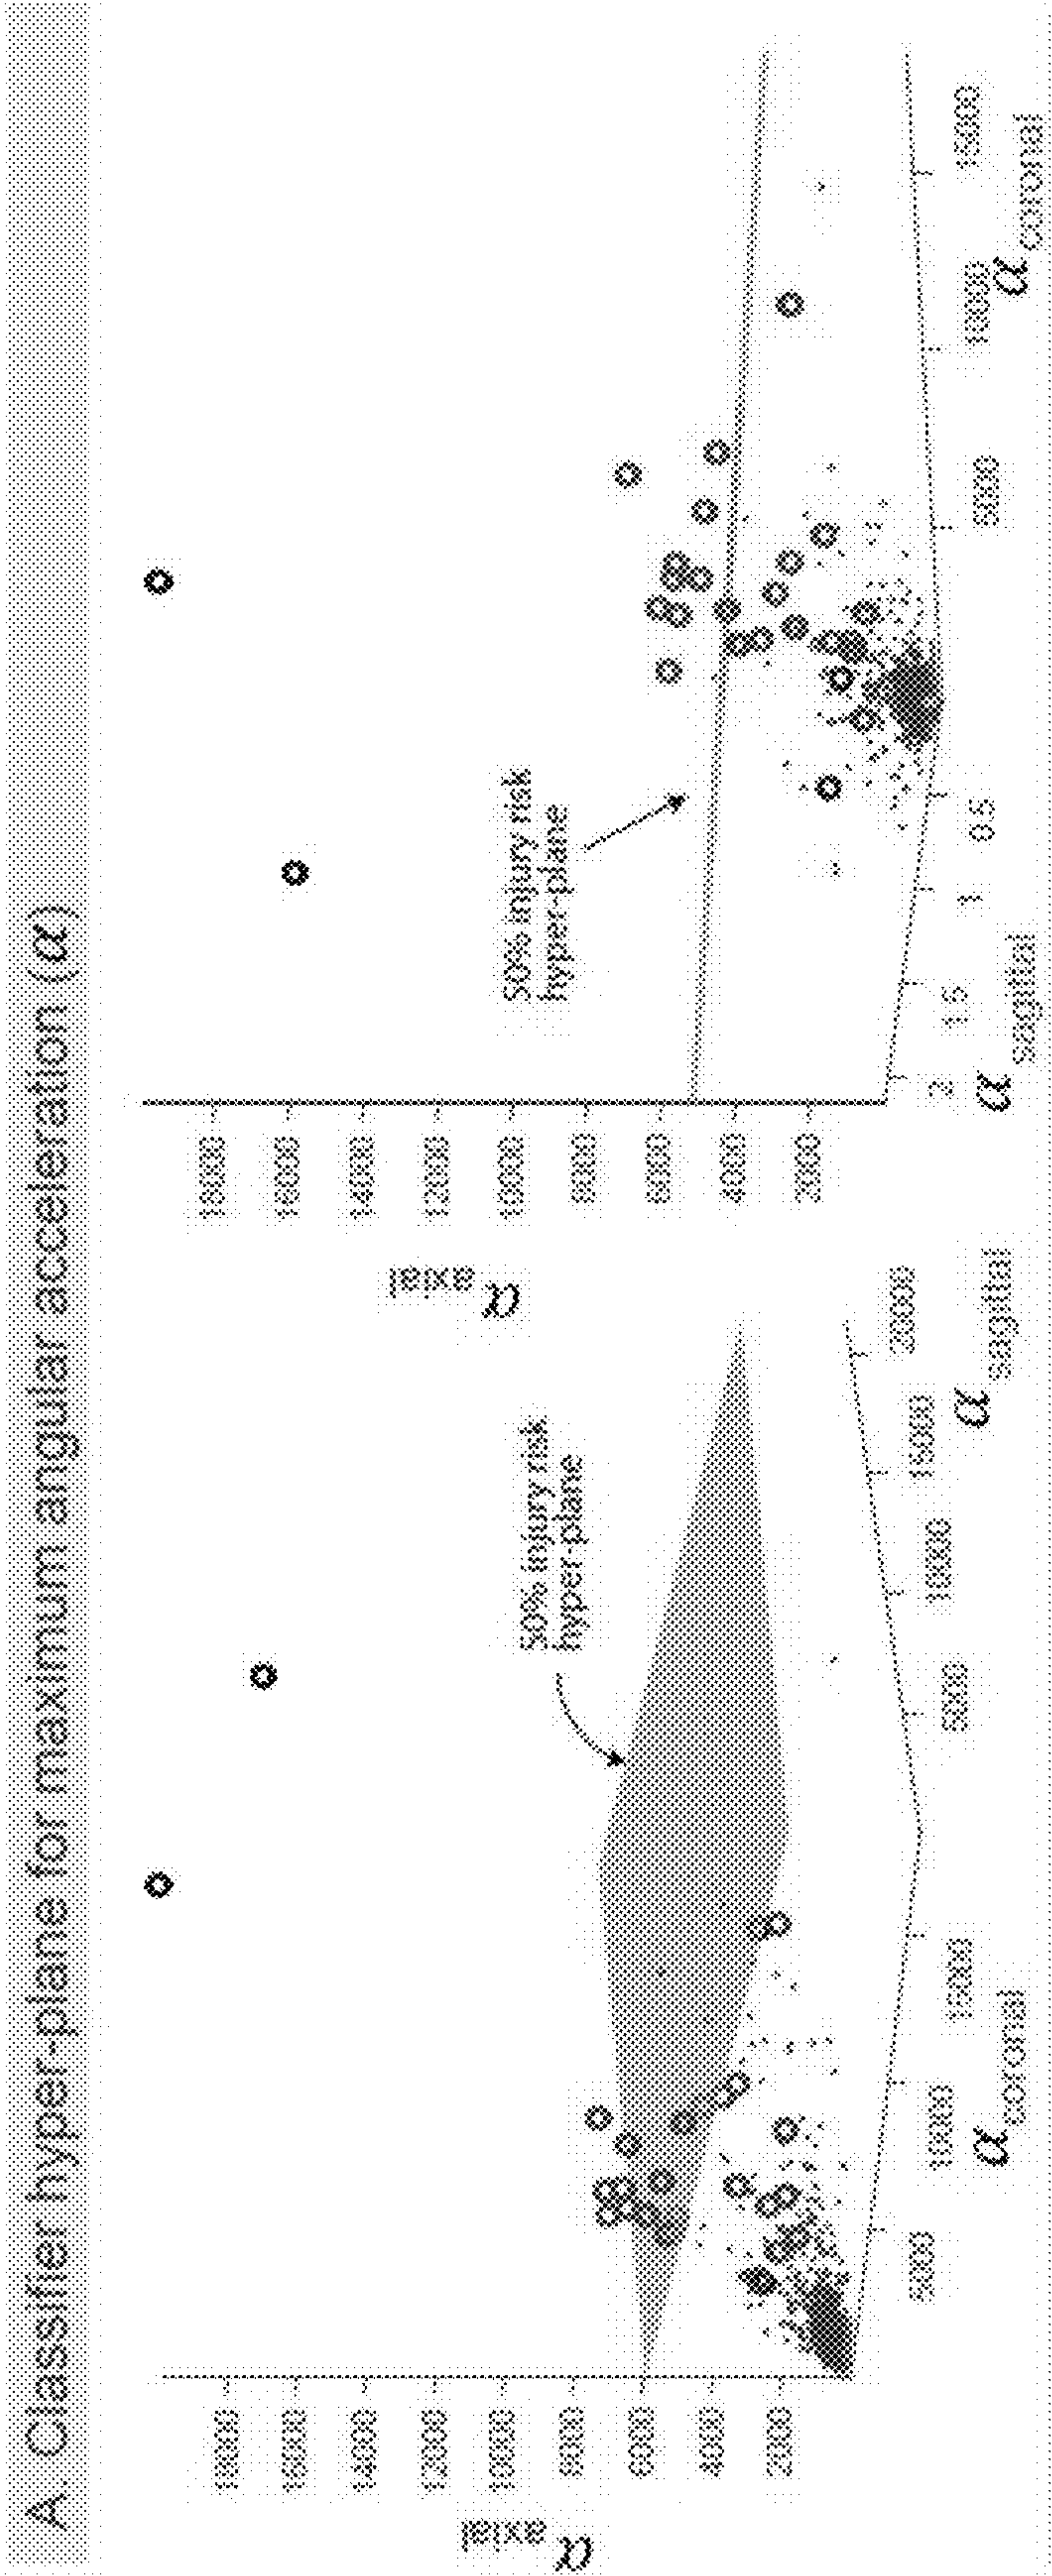 A. Classifier hyper-plane for maximum angular acceleration (α)
α axial
18000
16000
14000
12000
10000
8000
6000
4000
2000
50% injury risk
hyper-plane
5000
10000
15000
α coronal
5000
10000
15000
20000
α sagittal
α axial
18000
16000
14000
12000
10000
8000
6000
4000
2000
50% injury risk
hyper-plane
2
1.5
1
0.5
α sagittal
5000
10000
15000
α coronal